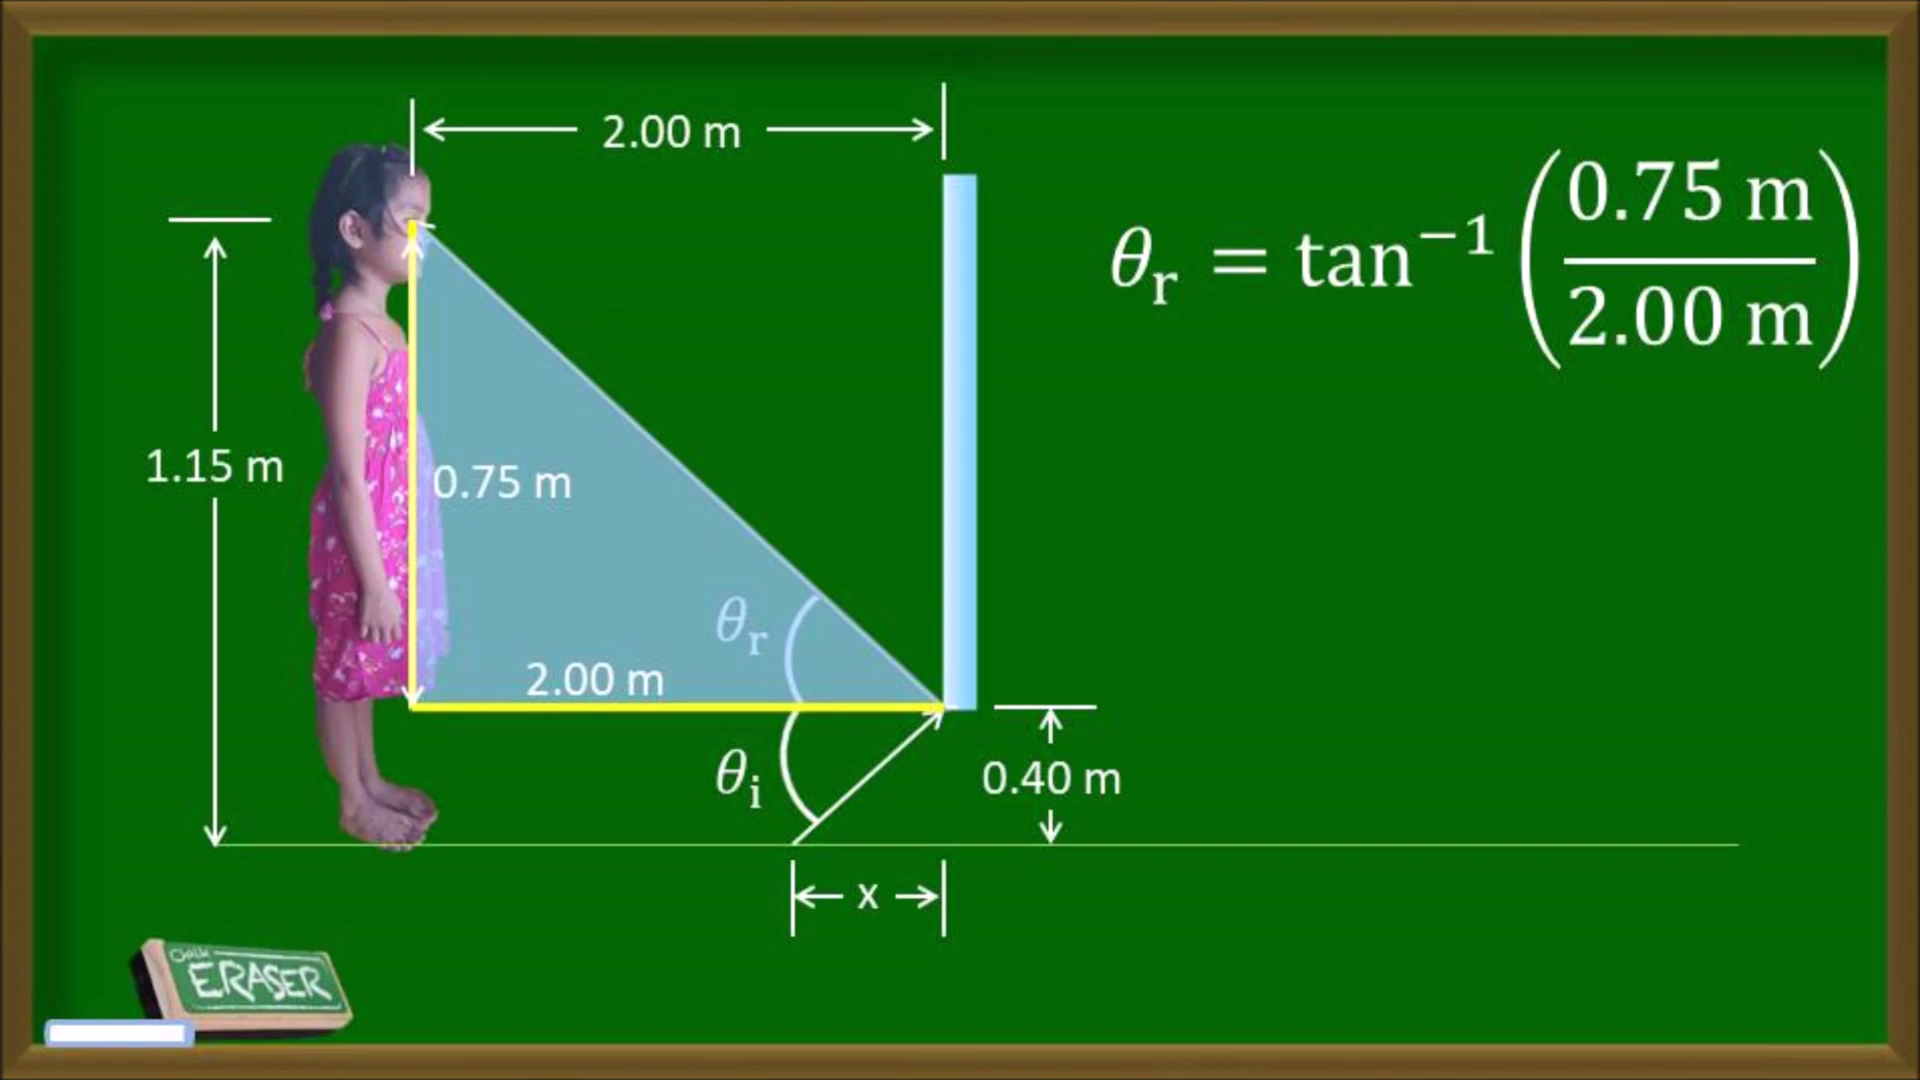 2.00 m
θr = tan⁻¹ (0.75 m / 2.00 m)
1.15 m
0.75 m
θr
2.00 m
θi
0.40 m
x
CHALK
ERASER